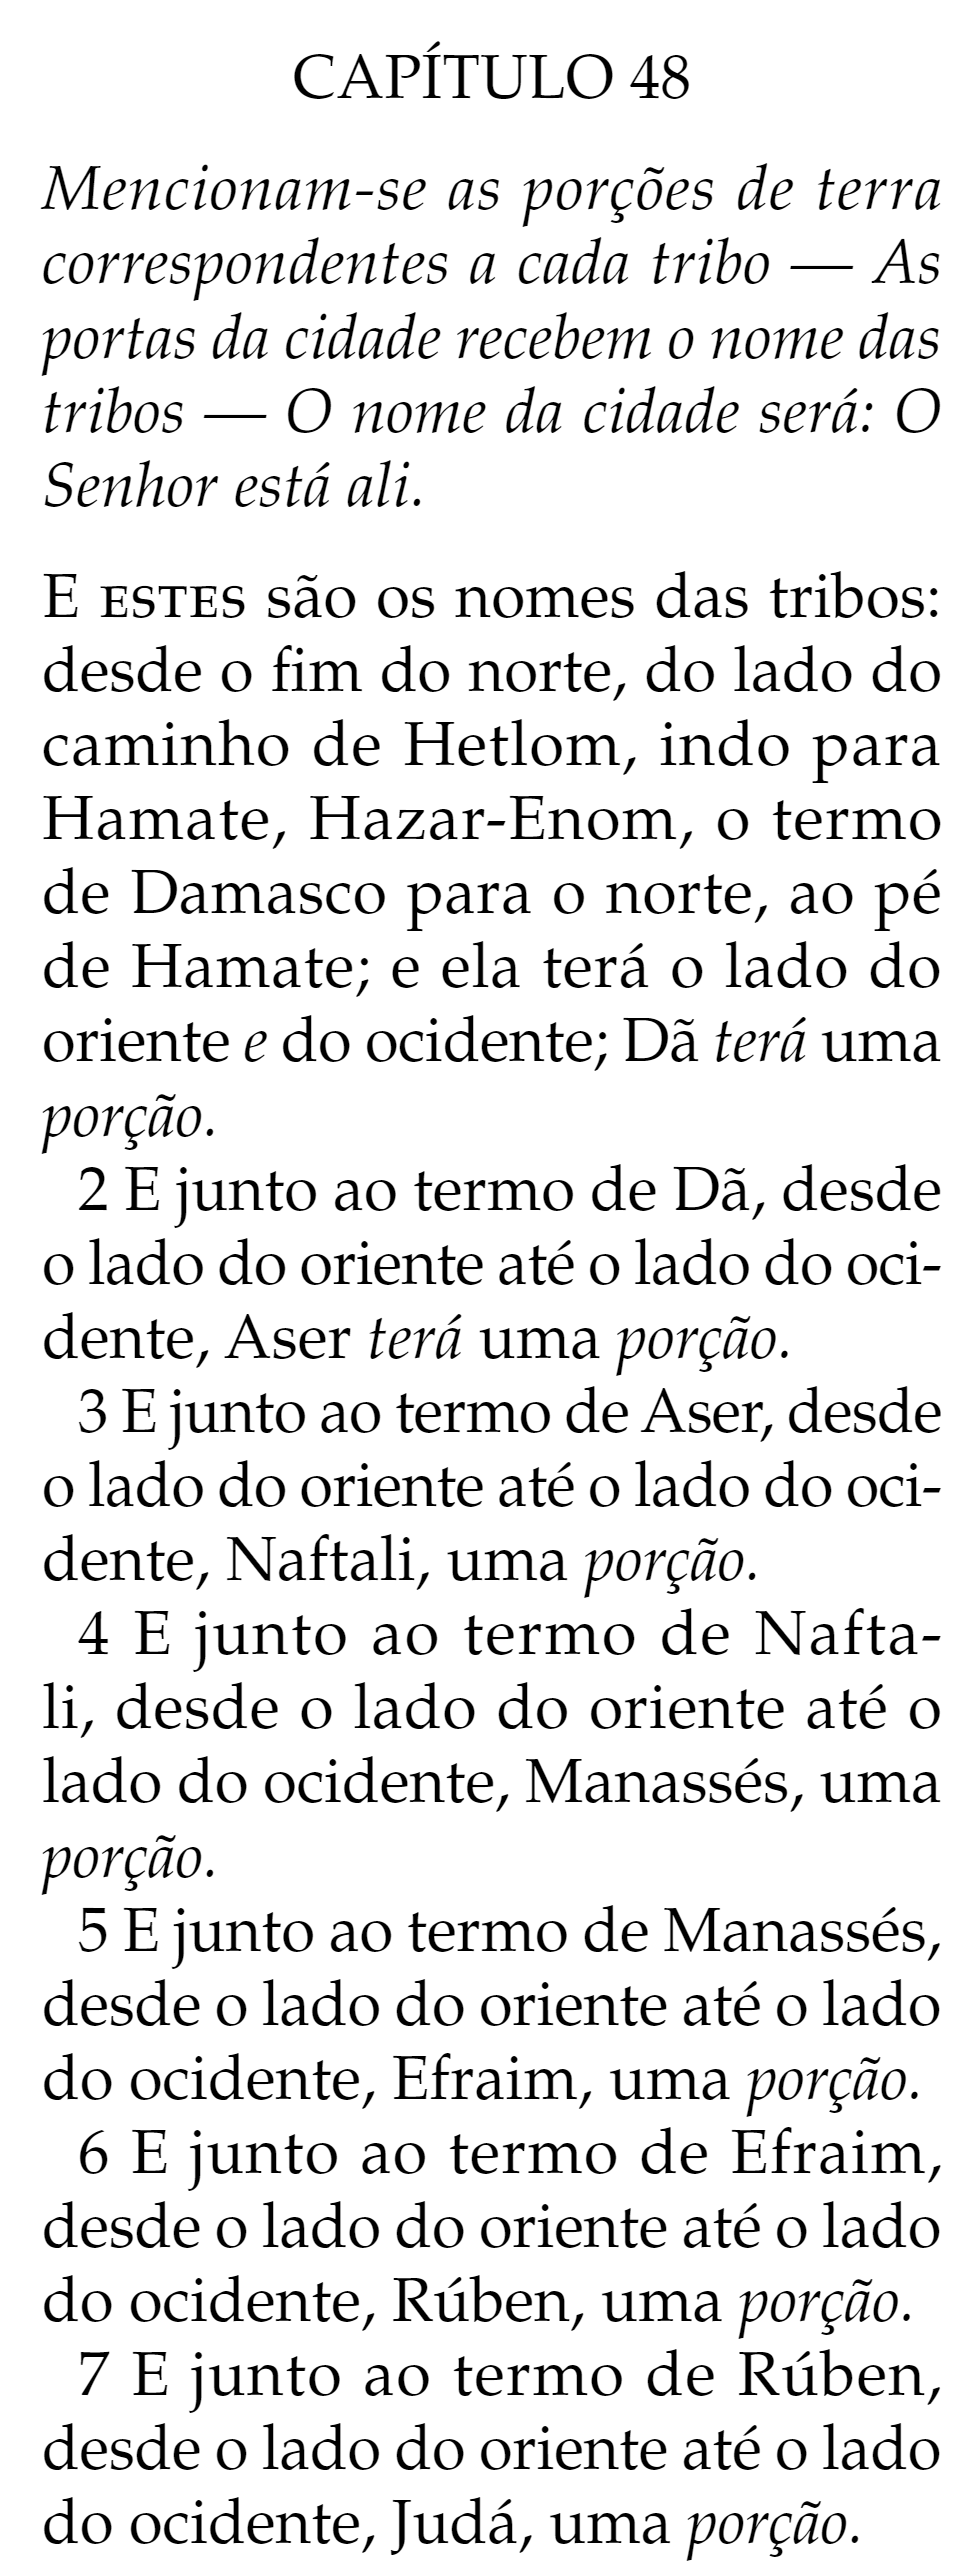 CAPÍTULO 48
Mencionam-se as porções de terra
correspondentes a cada tribo — As
portas da cidade recebem o nome das
tribos — O nome da cidade será: O
Senhor está ali.
E ESTES são os nomes das tribos:
desde o fim do norte, do lado do
caminho de Hetlom, indo para
Hamate, Hazar-Enom, o termo
de Damasco para o norte, ao pé
de Hamate; e ela terá o lado do
oriente e do ocidente; Dã terá uma
porção.
2 E junto ao termo de Dã, desde
o lado do oriente até o lado do oci-
dente, Aser terá uma porção.
3 E junto ao termo de Aser, desde
o lado do oriente até o lado do oci-
dente, Naftali, uma porção.
4 E junto ao termo de Nafta-
li, desde o lado do oriente até o
lado do ocidente, Manassés, uma
porção.
5 E junto ao termo de Manassés,
desde o lado do oriente até o lado
do ocidente, Efraim, uma porção.
6 E junto ao termo de Efraim,
desde o lado do oriente até o lado
do ocidente, Rúben, uma porção.
7 E junto ao termo de Rúben,
desde o lado do oriente até o lado
do ocidente, Judá, uma porção.